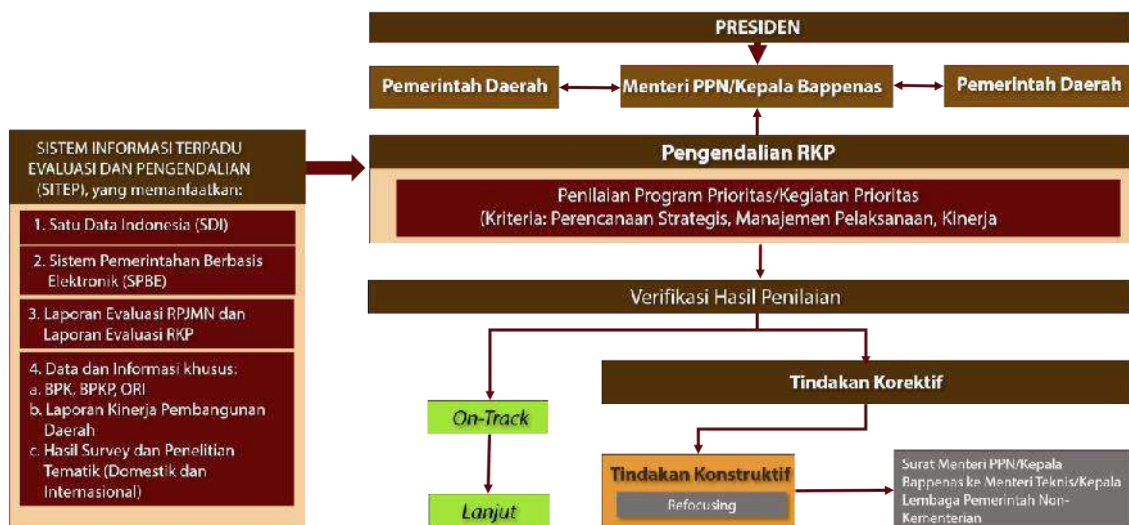 PRESIDEN
Pemerintah Daerah
Menteri PPN/Kepala Bappenas
Pemerintah Daerah
SISTEM INFORMASI TERPADU
EVALUASI DAN PENGENDALIAN
(SITEP), yang memanfaatkan:
1. Satu Data Indonesia (SDI)
2. Sistem Pemerintahan Berbasis
Elektronik (SPBE)
3. Laporan Evaluasi RPJMN dan
Laporan Evaluasi RKP
4. Data dan Informasi khusus:
a. BPK, BPKP, ORI
b. Laporan Kinerja Pembangunan
Daerah
c. Hasil Survey dan Penelitian
Tematik (Domestik dan
Internasional)
Pengendalian RKP
Penilaian Program Prioritas/Kegiatan Prioritas
(Kriteria: Perencanaan Strategis, Manajemen Pelaksanaan, Kinerja
Verifikasi Hasil Penilaian
On-Track
Lanjut
Tindakan Korektif
Tindakan Konstruktif
Refocusing
Surat Menteri PPN/Kepala
Bappenas ke Menteri Teknis/Kepala
Lembaga Pemerintah Non-
Kementerian